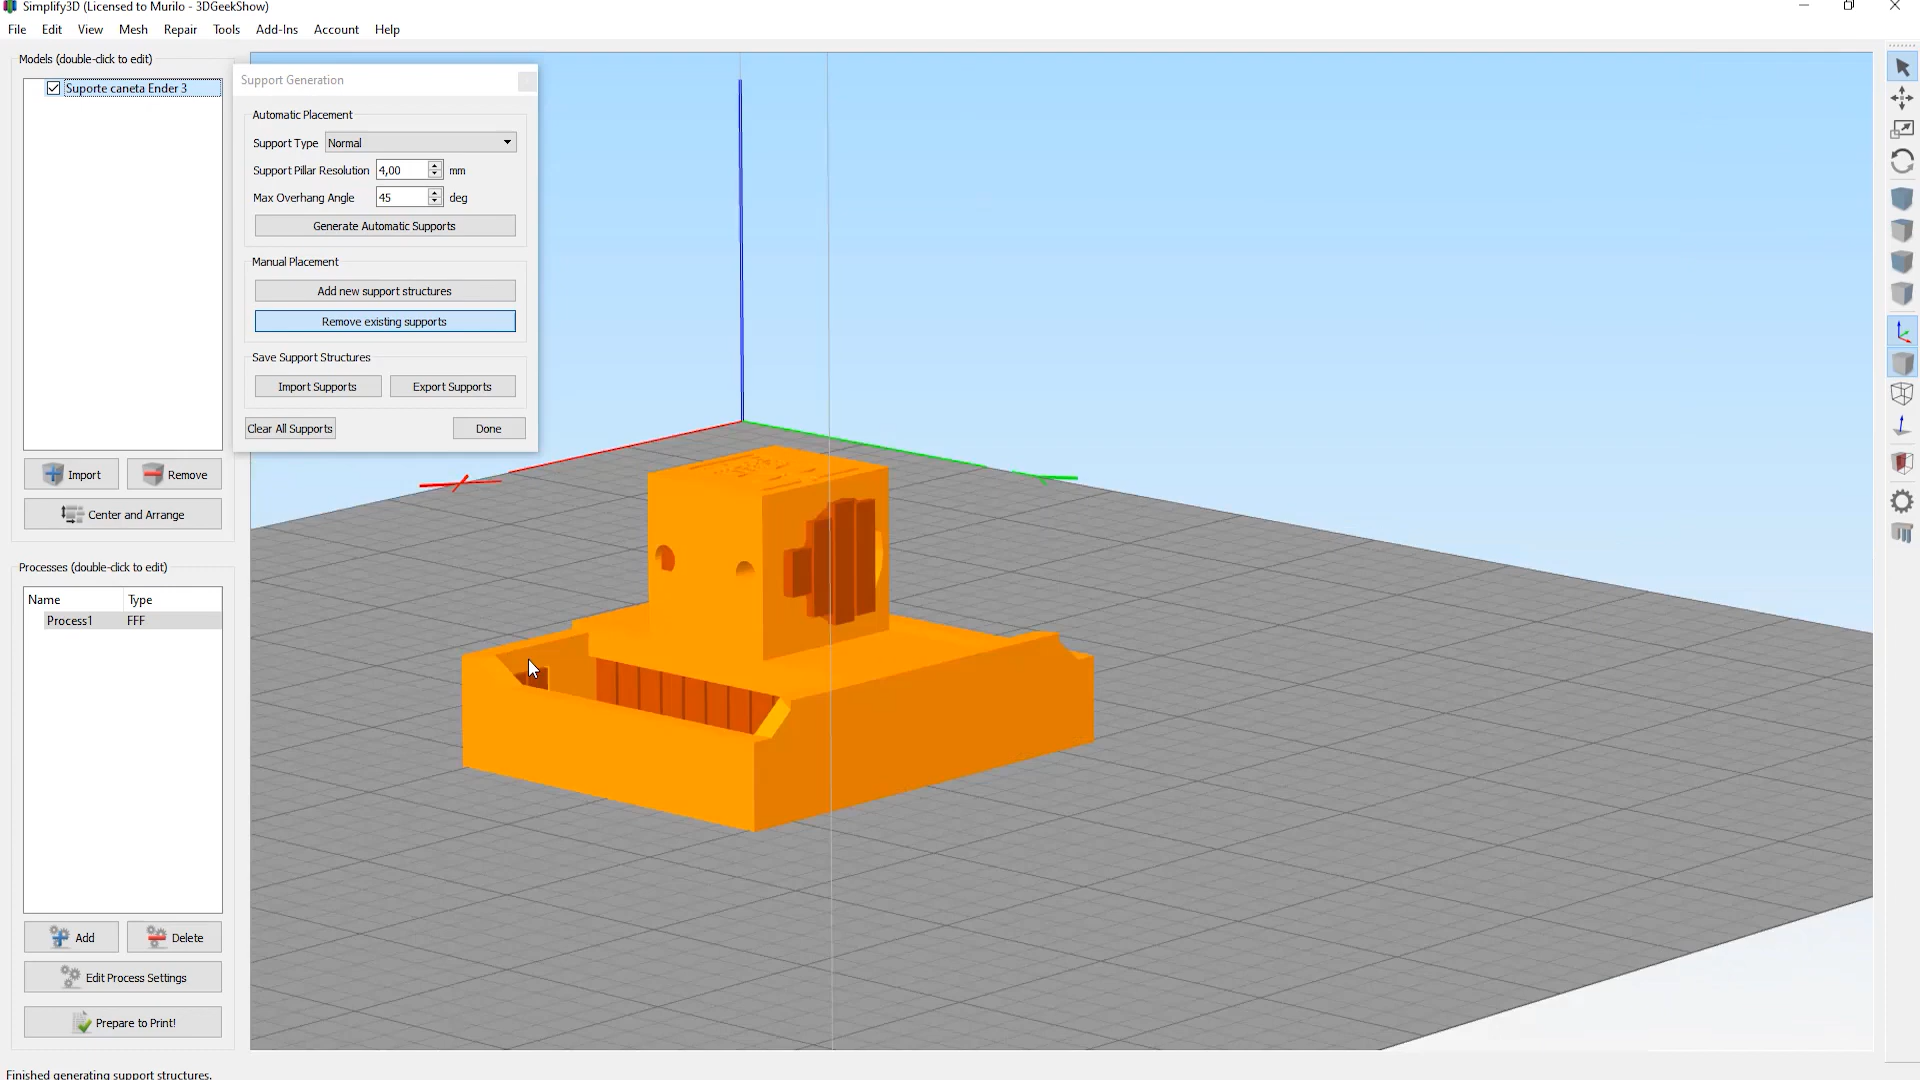 Simplify3D (Licensed to Murilo - 3DGeekShow)
File Edit View Mesh Repair Tools Add-Ins Account Help
Models (double-click to edit)
Suporte caneta Ender 3
Import Remove
Center and Arrange
Processes (double-click to edit)
Name Type
Process1 FFF
Add Delete
Edit Process Settings
Prepare to Print!
Support Generation
Automatic Placement
Support Type Normal
Support Pillar Resolution 4,00 mm
Max Overhang Angle 45 deg
Generate Automatic Supports
Manual Placement
Add new support structures
Remove existing supports
Save Support Structures
Import Supports Export Supports
Clear All Supports Done
Finished generating support structures.